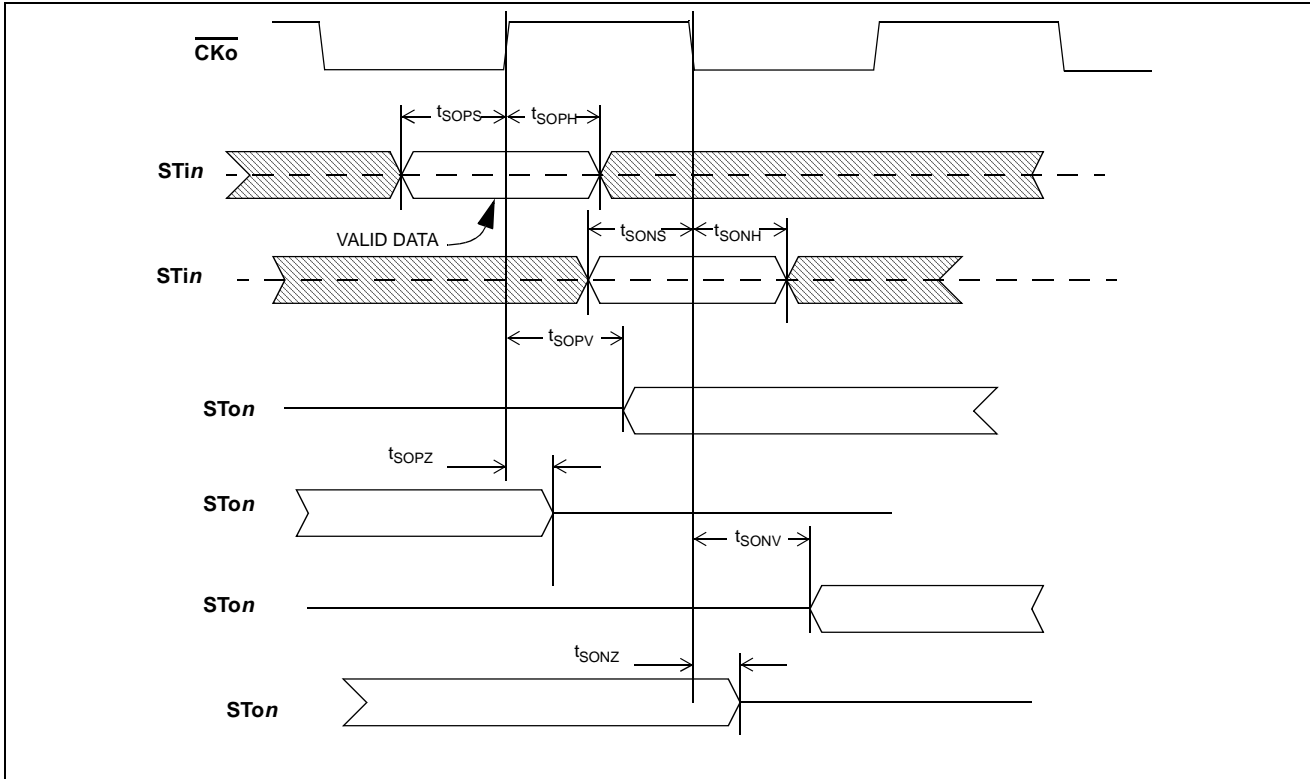 CKo
tSOPS
tSOPH
STin
VALID DATA
tSONS
tSONH
STin
tSOPV
STon
tSOPZ
STon
tSONV
STon
tSONZ
STon